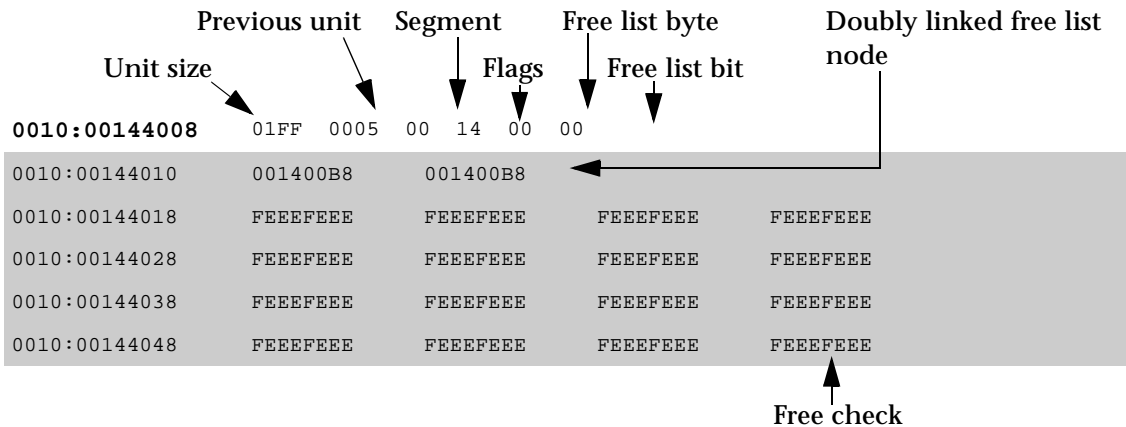 Previous unit Segment Free list byte Doubly linked free list
node
Unit size Flags Free list bit
0010:00144008 01FF 0005 00 14 00 00
0010:00144010 001400B8 001400B8
0010:00144018 FEEEFEEE FEEEFEEE FEEEFEEE FEEEFEEE
0010:00144028 FEEEFEEE FEEEFEEE FEEEFEEE FEEEFEEE
0010:00144038 FEEEFEEE FEEEFEEE FEEEFEEE FEEEFEEE
0010:00144048 FEEEFEEE FEEEFEEE FEEEFEEE FEEEFEEE
Free check